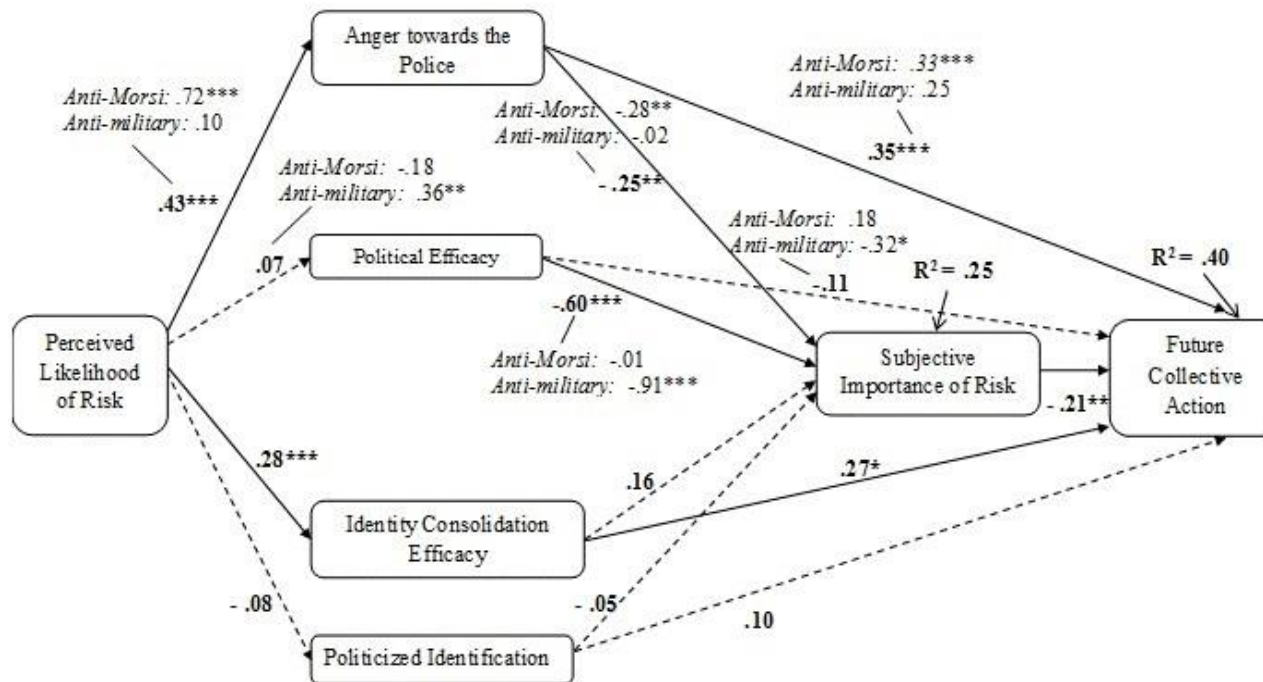 Anger towards the
Police
Anti-Morsi: .72***
Anti-military: .10
.43***
Anti-Morsi: -.28**
Anti-military: -.02
- .25**
Anti-Morsi: .33***
Anti-military: .25
.35***
Anti-Morsi: -.18
Anti-military: .36**
.07
Political Efficacy
Anti-Morsi: .18
Anti-military: -.32*
-.11
R² = .25
R² = .40
-.60***
Anti-Morsi: -.01
Anti-military: -.91***
Perceived
Likelihood
of Risk
Subjective
Importance of Risk
Future
Collective
Action
- .21**
.28***
.16
.27*
Identity Consolidation
Efficacy
- .08
- .05
.10
Politicized Identification